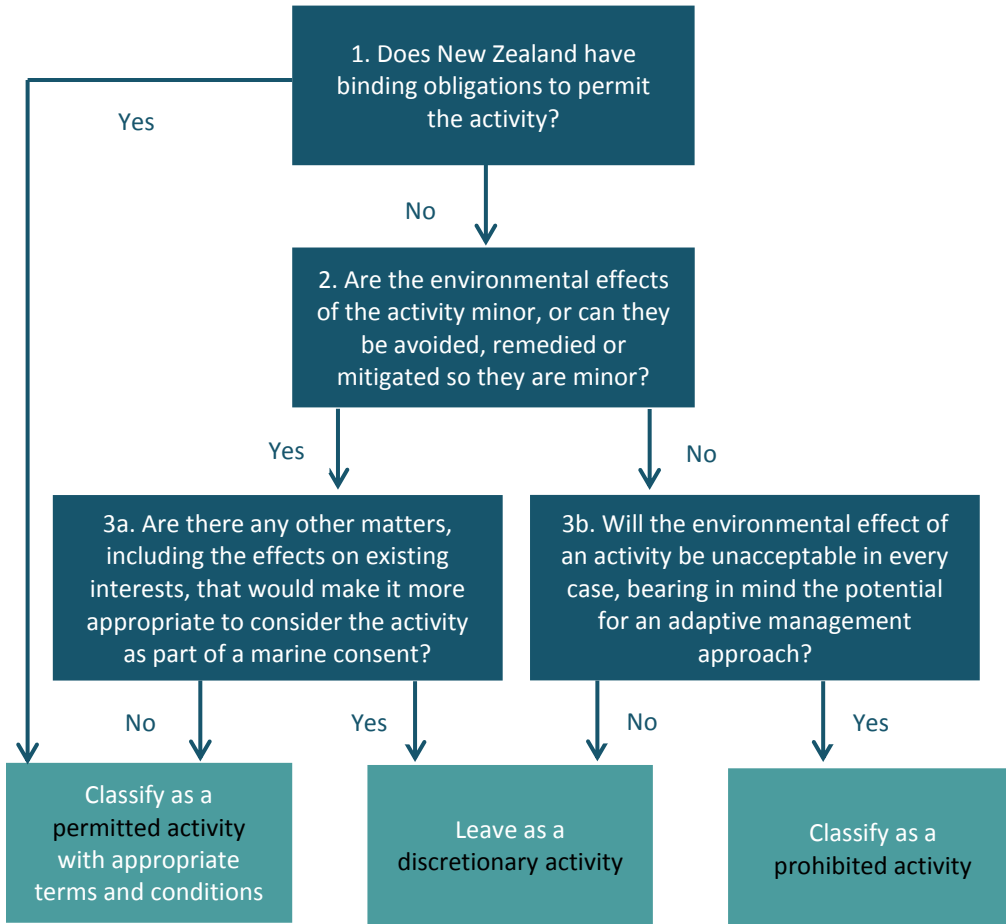 1. Does New Zealand have
binding obligations to permit
the activity?
Yes
No
2. Are the environmental effects
of the activity minor, or can they
be avoided, remedied or
mitigated so they are minor?
Yes
No
3a. Are there any other matters,
including the effects on existing
interests, that would make it more
appropriate to consider the activity
as part of a marine consent?
3b. Will the environmental effect of
an activity be unacceptable in every
case, bearing in mind the potential
for an adaptive management
approach?
No
Yes
No
Yes
Classify as a
permitted activity
with appropriate
terms and conditions
Leave as a
discretionary activity
Classify as a
prohibited activity